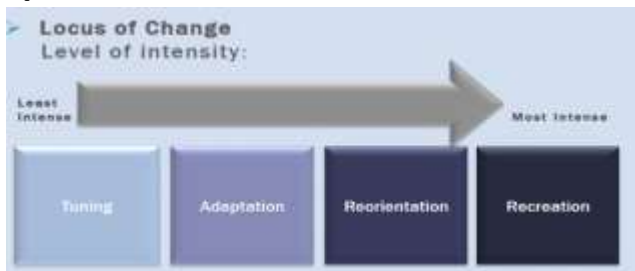 Locus of Change
Level of intensity:
Least
Intense
Most Intense
Tuning
Adaptation
Reorientation
Recreation